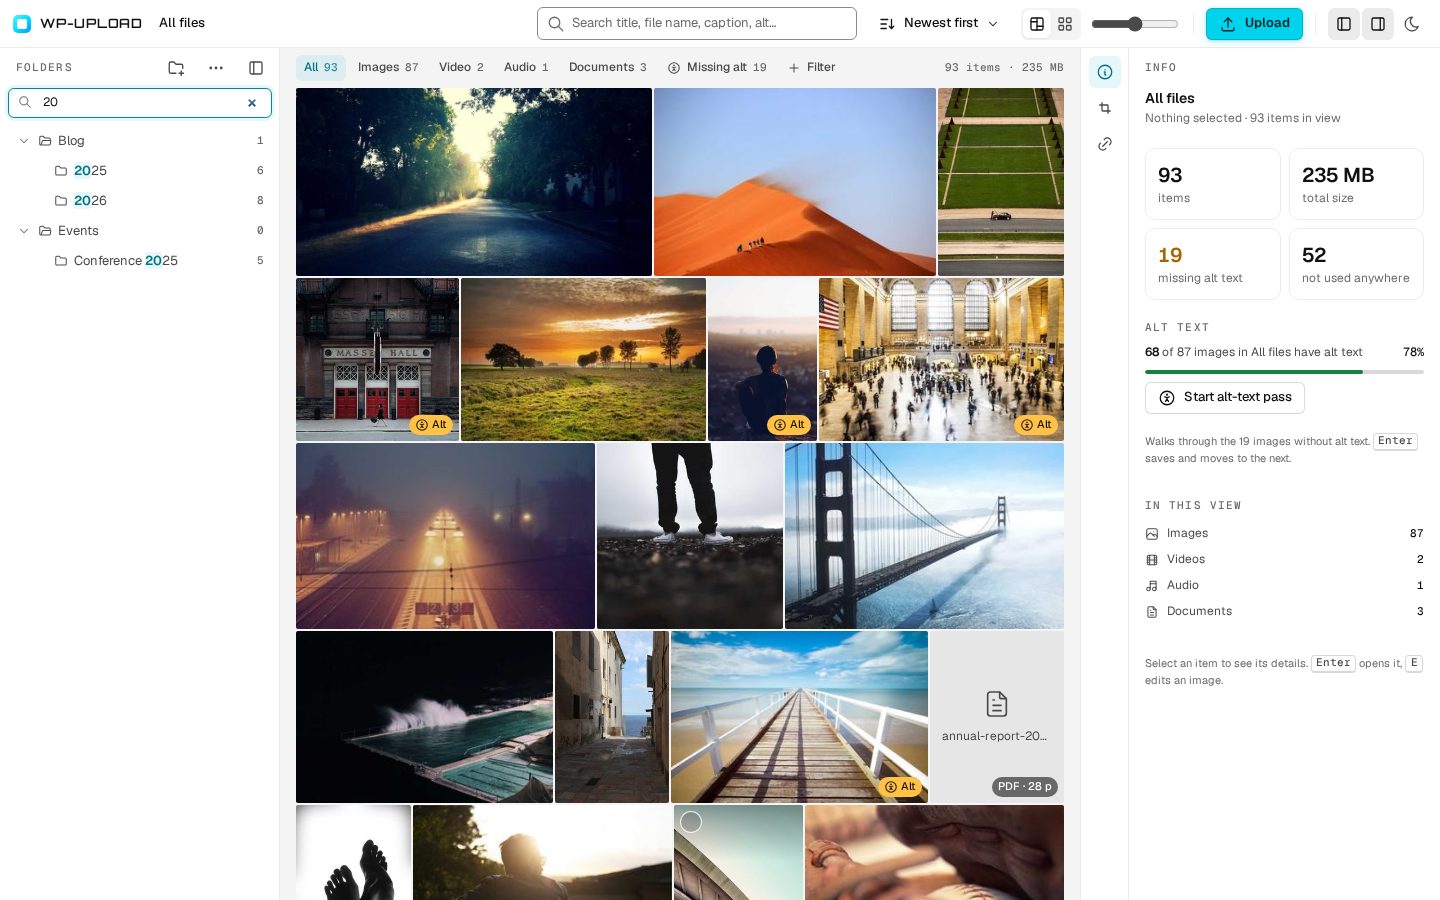 WP-UPLOAD All files
Search title, file name, caption, alt...
Newest first
Upload
FOLDERS
20
Blog 1
2025 6
2026 8
Events 0
Conference 2025 5
All 93 Images 87 Video 2 Audio 1 Documents 3 Missing alt 19 Filter 93 items · 235 MB
MASSEY HALL
Alt
Alt
Alt
annual-report-20...
Alt
PDF · 28 p
INFO
All files
Nothing selected · 93 items in view
93
items
235 MB
total size
19
missing alt text
52
not used anywhere
ALT TEXT
68 of 87 images in All files have alt text 78%
Start alt-text pass
Walks through the 19 images without alt text. Enter
saves and moves to the next.
IN THIS VIEW
Images 87
Videos 2
Audio 1
Documents 3
Select an item to see its details. Enter opens it, E
edits an image.